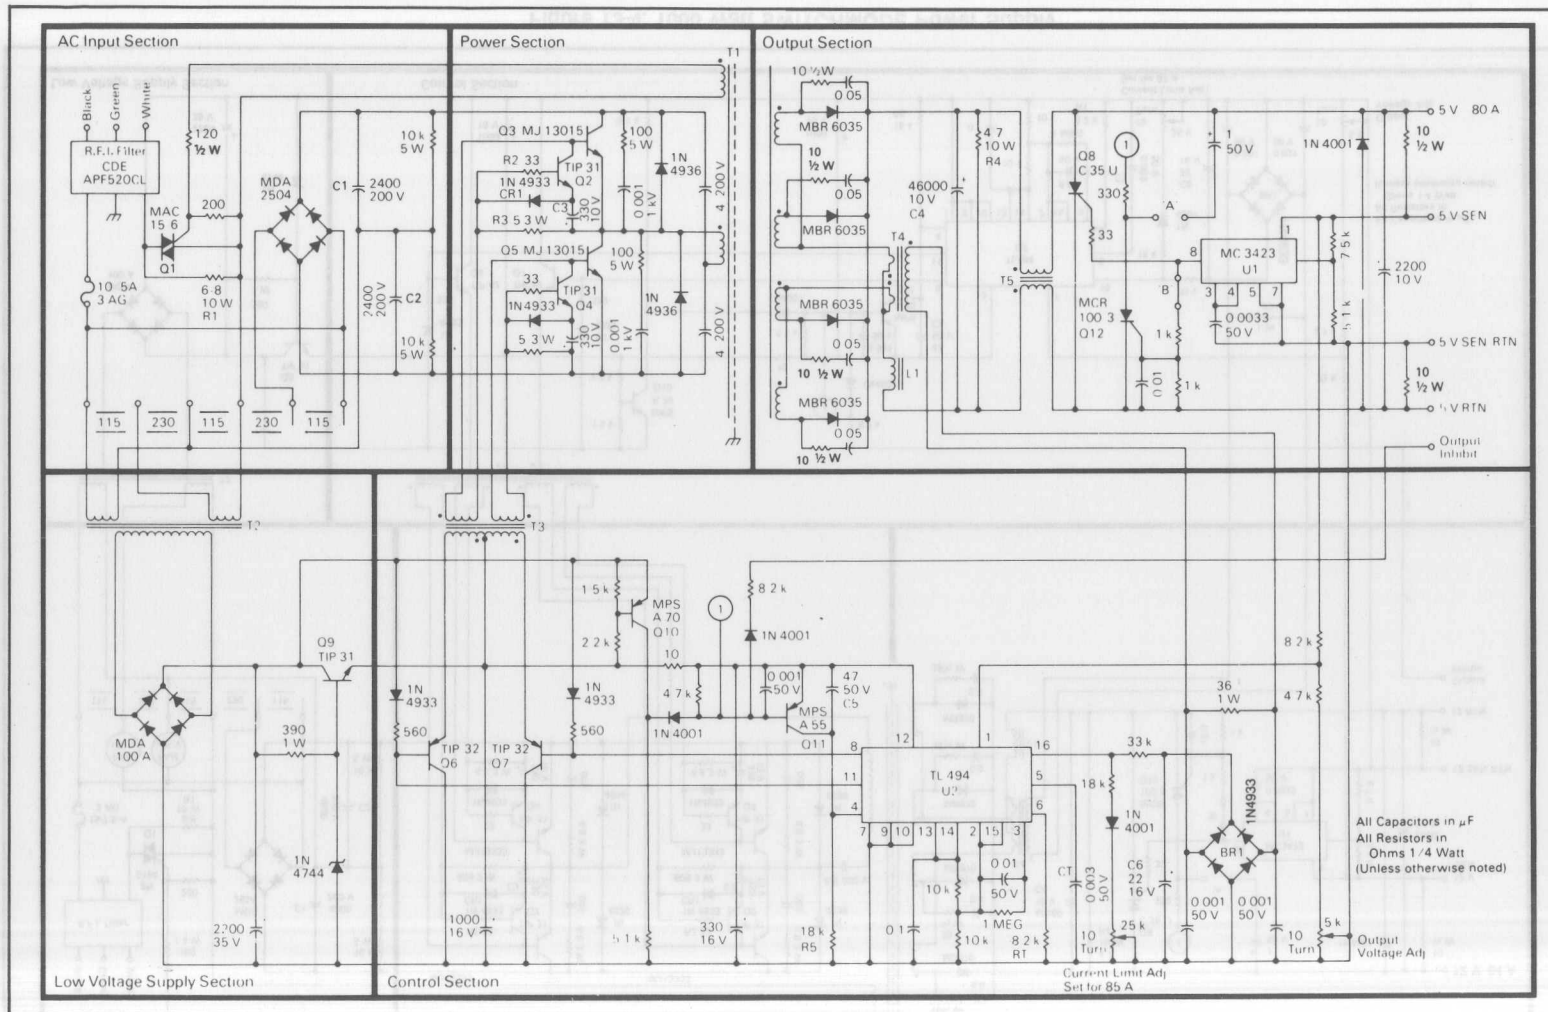 AC Input Section
Black
Green
White
R.F.I. Filter
CDE
APF520CL
120
½ W
MAC
15 6
Q1
200
6·8
10 W
R1
10 5A
3 AG
MDA
2504
C1
2400
200 V
2400
200 V
C2
10 k
5 W
10 k
5 W
115
230
115
230
115
Power Section
T1
Q3 MJ 13015
R2 33
1N 4933
CR1
TIP 31
Q2
C3
330
10 V
R3 5 3 W
100
5 W
0 001
1 kV
1N
4936
4 200 V
Q5 MJ 13015
33
1N 4933
TIP 31
Q4
330
10 V
5 3 W
100
5 W
0 001
1 kV
1N
4936
4 200 V
Output Section
10 ½ W
0 05
MBR 6035
10
½ W
0 05
MBR 6035
MBR 6035
0 05
10 ½ W
MBR 6035
0 05
10 ½ W
T4
L1
46000
10 V
C4
4 7
10 W
R4
T5
Q8
C 35 U
33
1
330
'A'
1
50 V
MCR
100 3
Q12
'B'
1 k
0 01
1 k
8
MC 3423
U1
1
3
4
5
7
0 0033
50 V
7 5 k
5 1 k
1N 4001
2200
10 V
10
½ W
10
½ W
5 V 80 A
5 V SEN
5 V SEN RTN
5 V RTN
Output
Inhibit
T2
MDA
100 A
Q9
TIP 31
390
1 W
1N
4744
2200
35 V
Low Voltage Supply Section
T3
1N
4933
560
TIP 32
Q6
TIP 32
Q7
1N
4933
560
1000
16 V
1 5 k
2.2 k
MPS
A 70
Q10
10
4 7 k
1N 4001
1
8 2 k
1N 4001
0 001
50 V
MPS
A 55
Q11
47
50 V
C5
5 1 k
330
16 V
18 k
R5
8
12
1
16
11
TL 494
U2
5
4
6
7
9
10
13
14
2
15
3
0 1
10 k
10 k
0 01
50 V
1 MEG
8 2 k
RT
CT
0 003
50 V
33 k
18 k
1N
4001
C6
22
16 V
10
Turn
25k
Current Limit Adj
Set for 85 A
36
1 W
1N4933
BR1
0 001
50 V
0 001
50 V
8 2 k
4 7 k
5 k
10
Turn
Output
Voltage Adj
All Capacitors in μF
All Resistors in
Ohms 1/4 Watt
(Unless otherwise noted)
Control Section